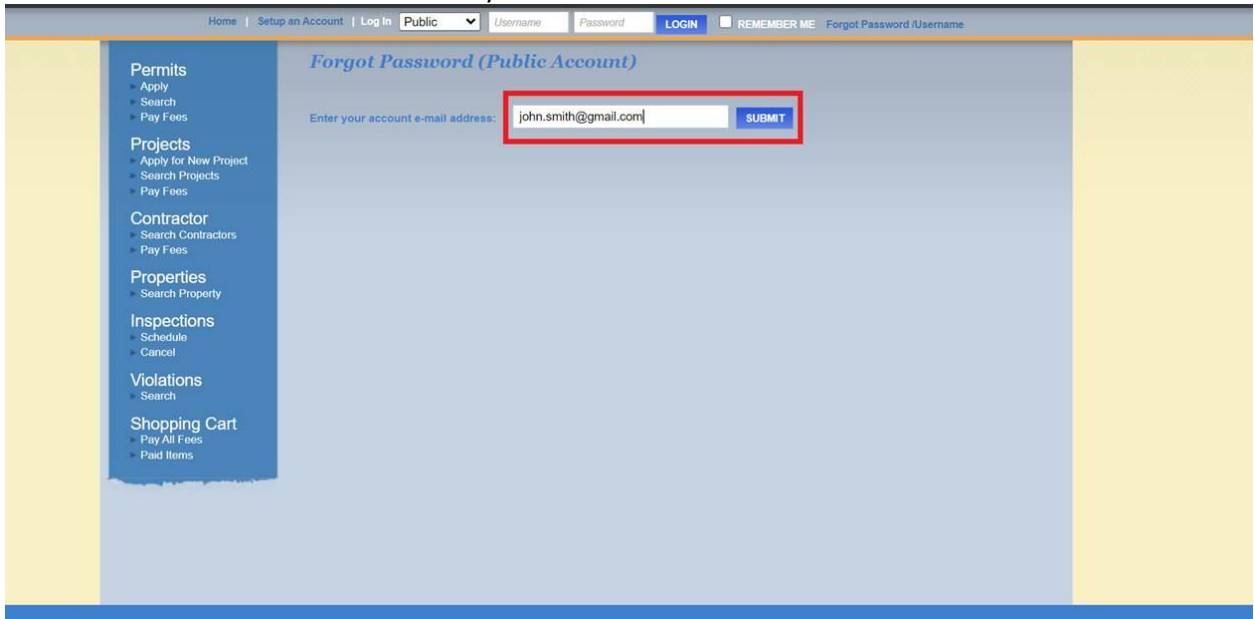 Home | Setup an Account | Log In Public Username Password LOGIN REMEMBER ME Forgot Password /Username
Permits
Apply
Search
Pay Fees
Projects
Apply for New Project
Search Projects
Pay Fees
Contractor
Search Contractors
Pay Fees
Properties
Search Property
Inspections
Schedule
Cancel
Violations
Search
Shopping Cart
Pay All Fees
Paid Items
Forgot Password (Public Account)
Enter your account e-mail address: john.smith@gmail.com SUBMIT